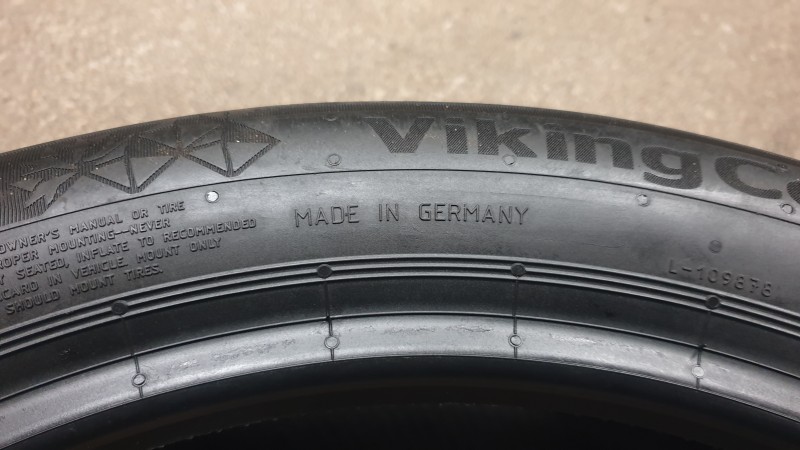 VikingCo
MADE IN GERMANY
OWNER'S MANUAL OR TIRE
ROPER MOUNTING—NEVER
Y SEATED, INFLATE TO RECOMMENDED
CARD IN VEHICLE MOUNT ONLY
SHOULD MOUNT TIRES.
L-109878